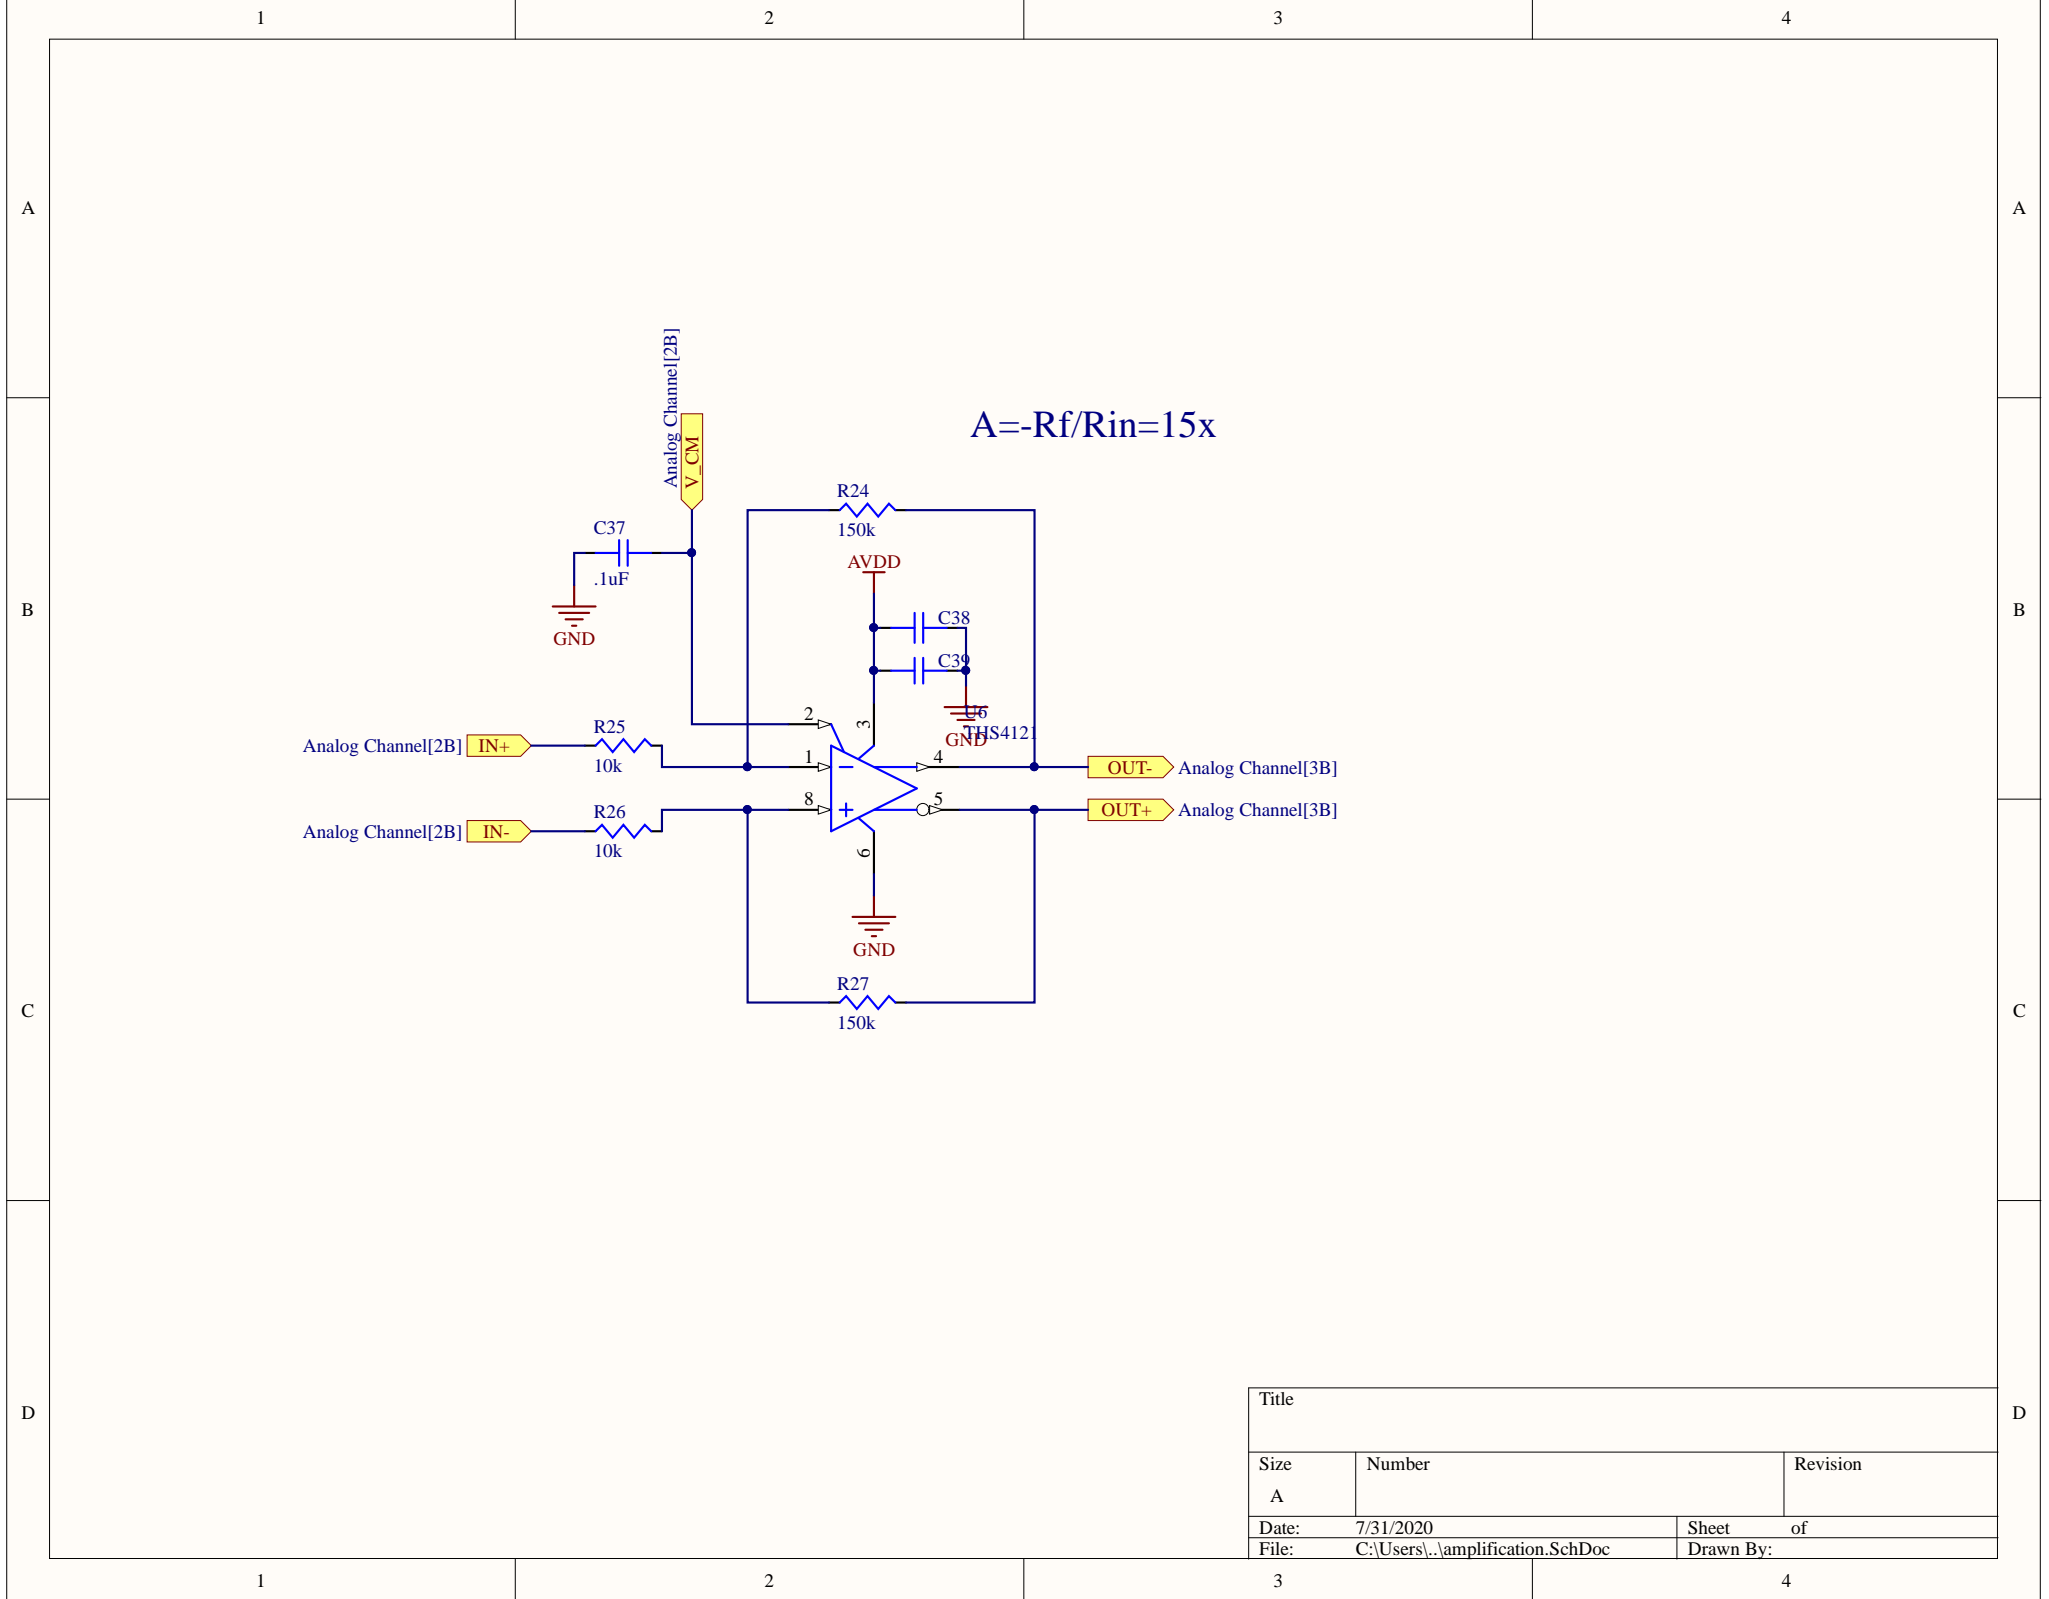 1 2 3 4
A A
B B
C C
D D
Analog Channel[2B]
V_CM
A=-Rf/Rin=15x
R24
150k
C37
.1uF
GND
AVDD
C38
C39
GND
U6
THS4121
2
3
1
4
8
5
6
Analog Channel[2B] IN+
R25
10k
Analog Channel[2B] IN-
R26
10k
OUT- Analog Channel[3B]
OUT+ Analog Channel[3B]
GND
R27
150k
Title
Size Number Revision
A
Date: 7/31/2020 Sheet of
File: C:\Users\..\amplification.SchDoc Drawn By:
1 2 3 4